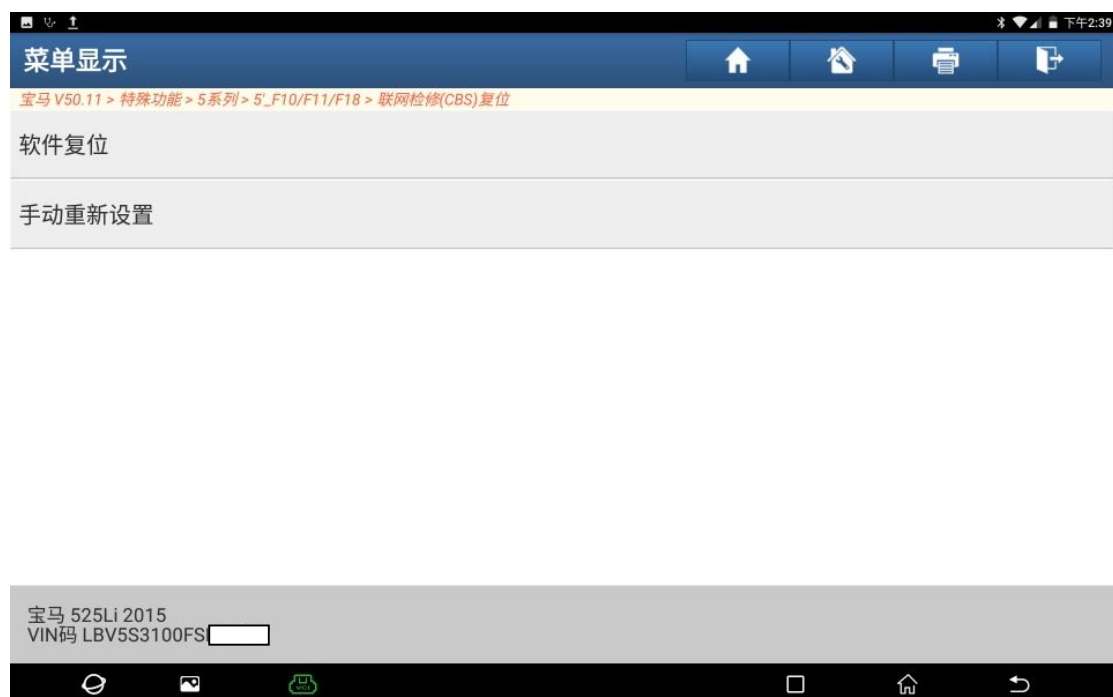 下午2:39
菜单显示
宝马 V50.11 > 特殊功能 > 5系列 > 5'_F10/F11/F18 > 联网检修(CBS)复位
软件复位
手动重新设置
宝马 525Li 2015
VIN码 LBV5S3100FS
VCI